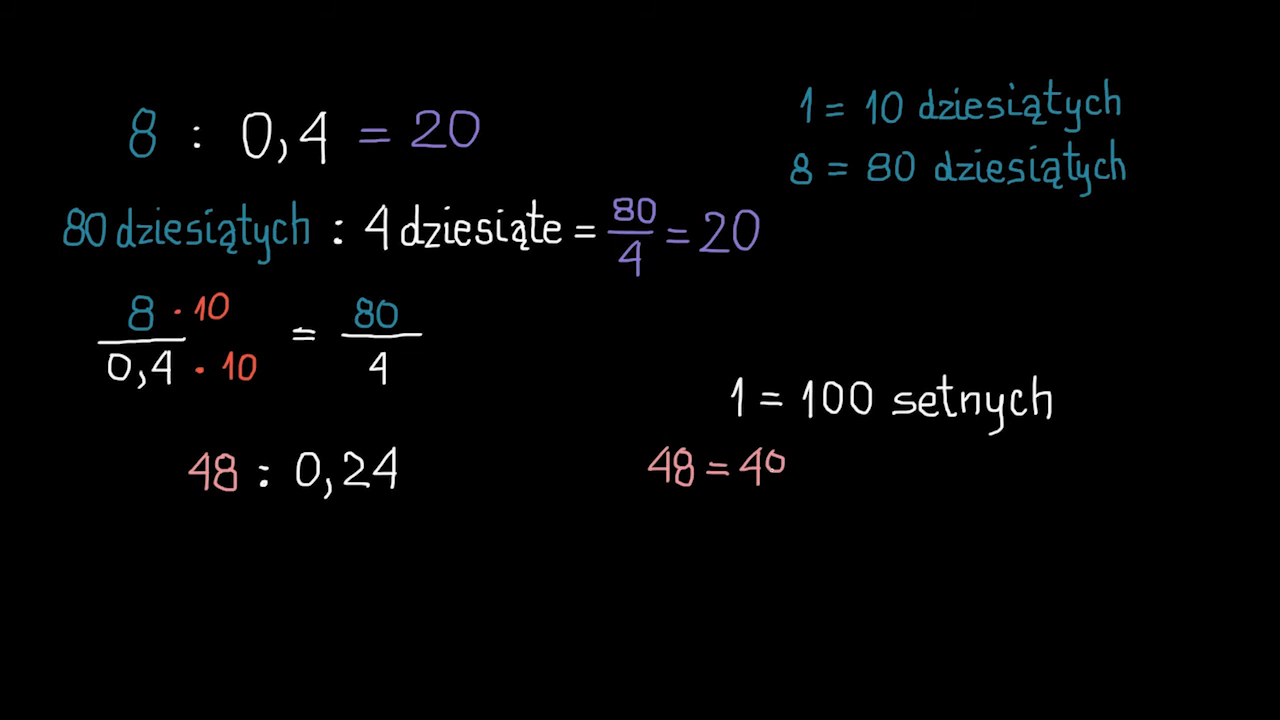 8 : 0,4 = 20
1 = 10 dziesiątych
8 = 80 dziesiątych
80 dziesiątych : 4 dziesiąte = 80/4 = 20
8 · 10 / 0,4 · 10 = 80/4
1 = 100 setnych
48 : 0,24
48 = 40